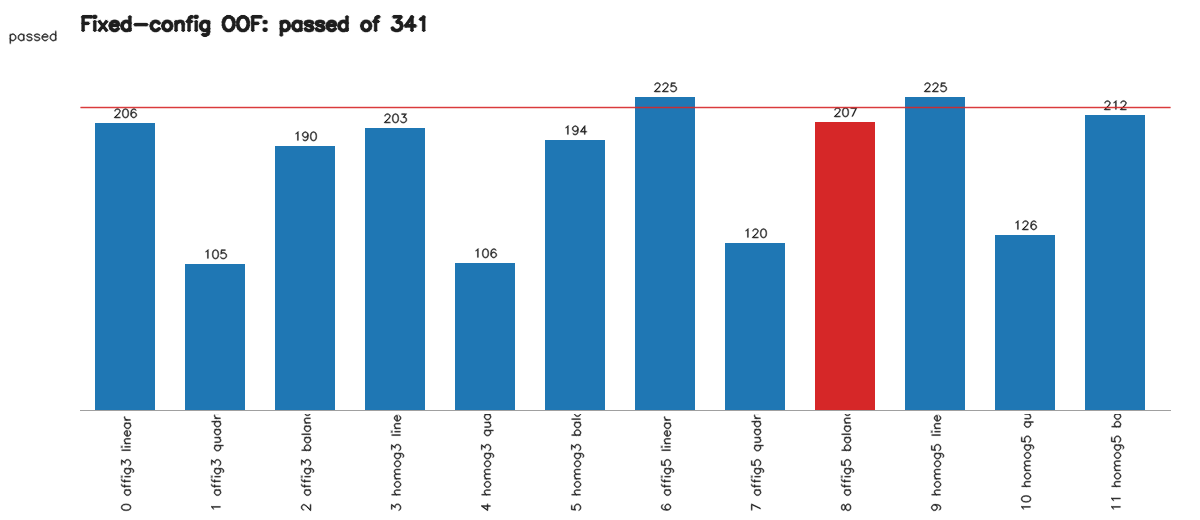 Fixed-config OOF: passed of 341
passed
206
105
190
203
106
194
225
120
207
225
126
212
0 affig3 linear
1 affig3 quadr
2 affig3 balanc
3 homog3 line
4 homog3 qua
5 homog3 bala
6 affig5 linear
7 affig5 quadr
8 affig5 balanc
9 homog5 line
10 homog5 qu
11 homog5 ba